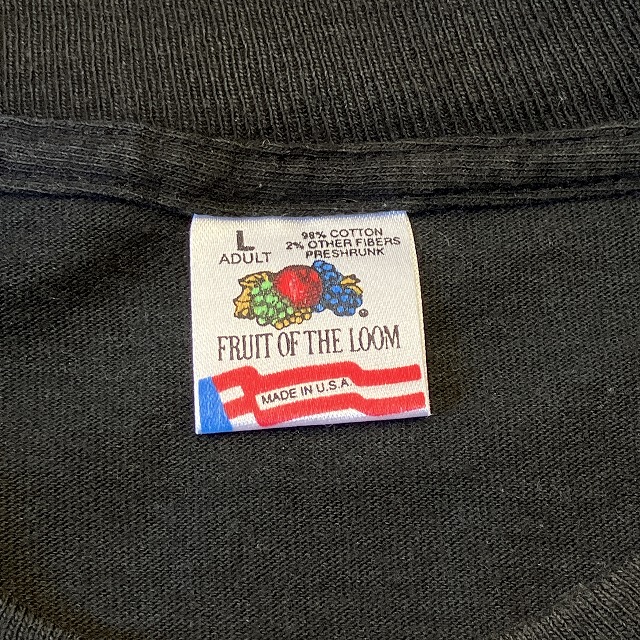 L
ADULT
98% COTTON
2% OTHER FIBERS
PRESHRUNK
®
FRUIT OF THE LOOM
MADE IN U.S.A.